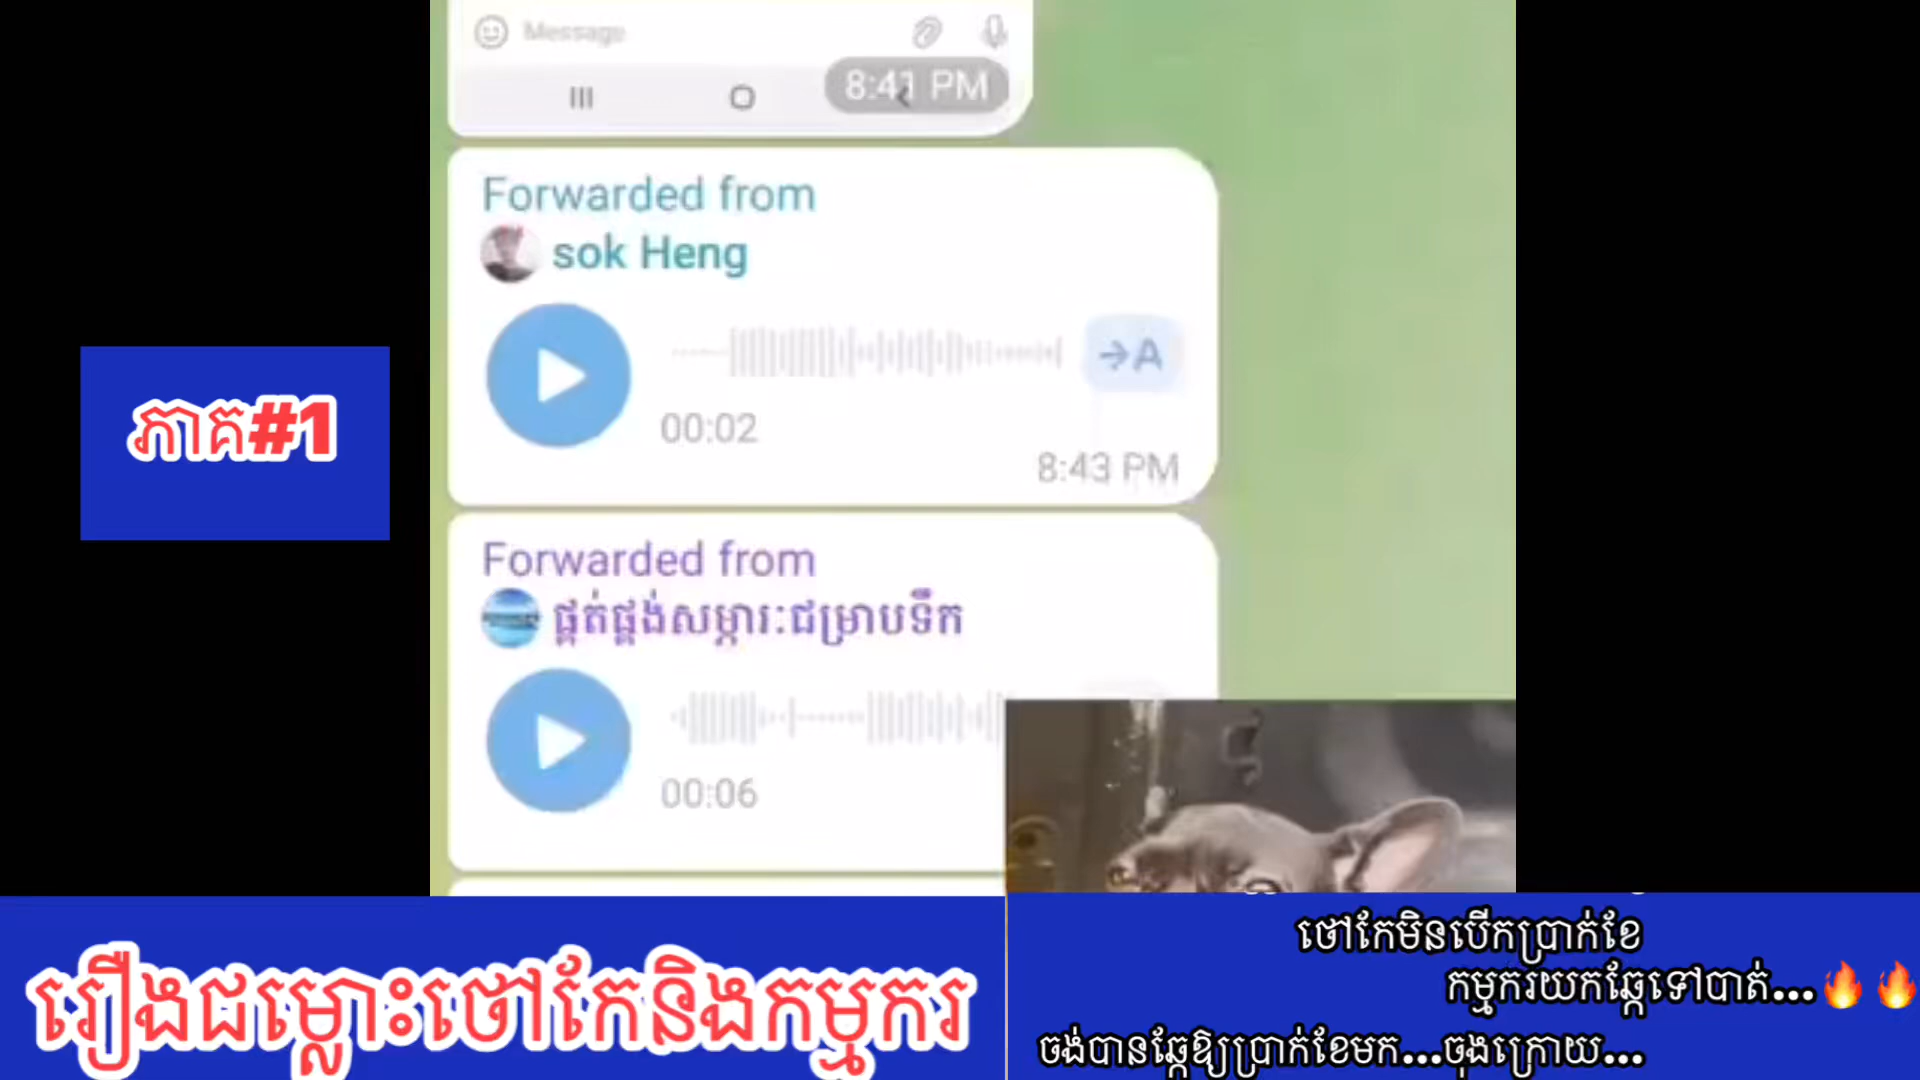 Message
8:41 PM
Forwarded from
sok Heng
→A
00:02
8:43 PM
Forwarded from
ផ្គត់ផ្គង់សម្ភារៈជម្រាបទឹក
00:06
ភាគ#1
រឿងជម្លោះថៅកែនិងកម្មករ
ថៅកែមិនបើកប្រាក់ខែ
កម្មករយកឆ្កែទៅបាត់...🔥🔥
ចង់បានឆ្កែឱ្យប្រាក់ខែមក...ចុងក្រោយ...